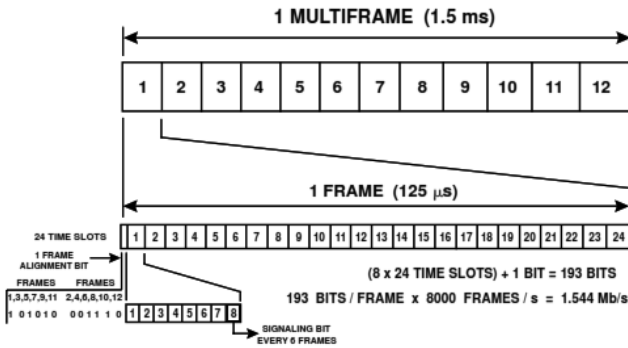 1 MULTIFRAME (1.5 ms)
1 2 3 4 5 6 7 8 9 10 11 12
1 FRAME (125 μs)
24 TIME SLOTS 1 2 3 4 5 6 7 8 9 10 11 12 13 14 15 16 17 18 19 20 21 22 23 24
1 FRAME
ALIGNMENT BIT
(8 x 24 TIME SLOTS) + 1 BIT = 193 BITS
FRAMES FRAMES
1,3,5,7,9,11 2,4,6,8,10,12
193 BITS / FRAME x 8000 FRAMES / s = 1.544 Mb/s
1 0 1 0 1 0 0 0 1 1 1 0
1 2 3 4 5 6 7 8
SIGNALING BIT
EVERY 6 FRAMES